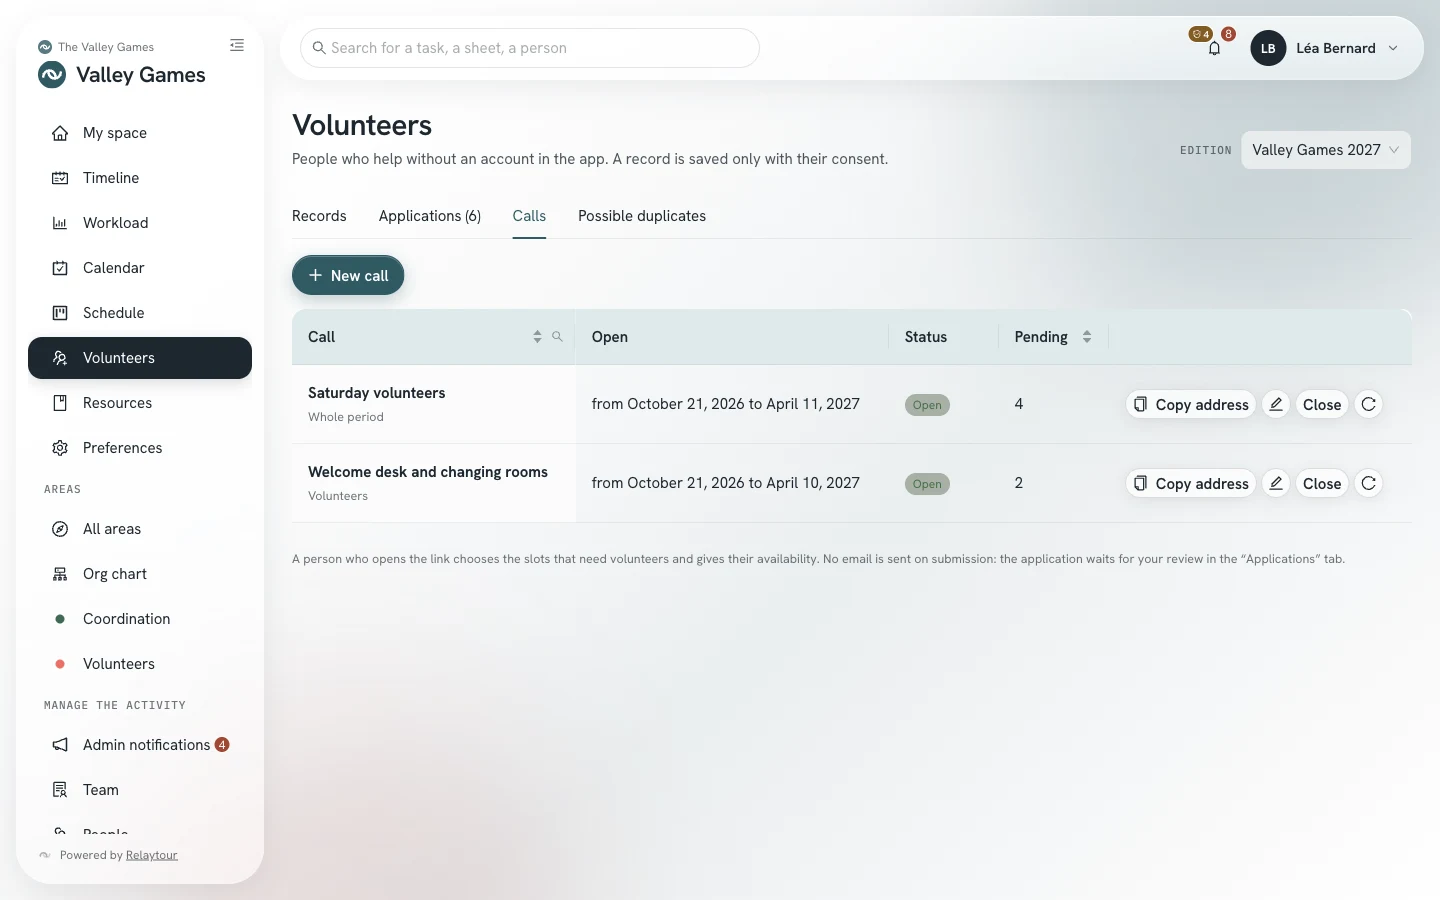 The Valley Games
Valley Games
My space
Timeline
Workload
Calendar
Schedule
Volunteers
Resources
Preferences
AREAS
All areas
Org chart
Coordination
Volunteers
MANAGE THE ACTIVITY
Admin notifications 4
Team
People
Powered by Relaytour
Search for a task, a sheet, a person
4
8
LB
Léa Bernard
Volunteers
People who help without an account in the app. A record is saved only with their consent.
EDITION
Valley Games 2027
Records
Applications (6)
Calls
Possible duplicates
New call
Call
Open
Status
Pending
Saturday volunteers
Whole period
from October 21, 2026 to April 11, 2027
Open
4
Copy address
Close
Welcome desk and changing rooms
Volunteers
from October 21, 2026 to April 10, 2027
Open
2
Copy address
Close
A person who opens the link chooses the slots that need volunteers and gives their availability. No email is sent on submission: the application waits for your review in the “Applications” tab.